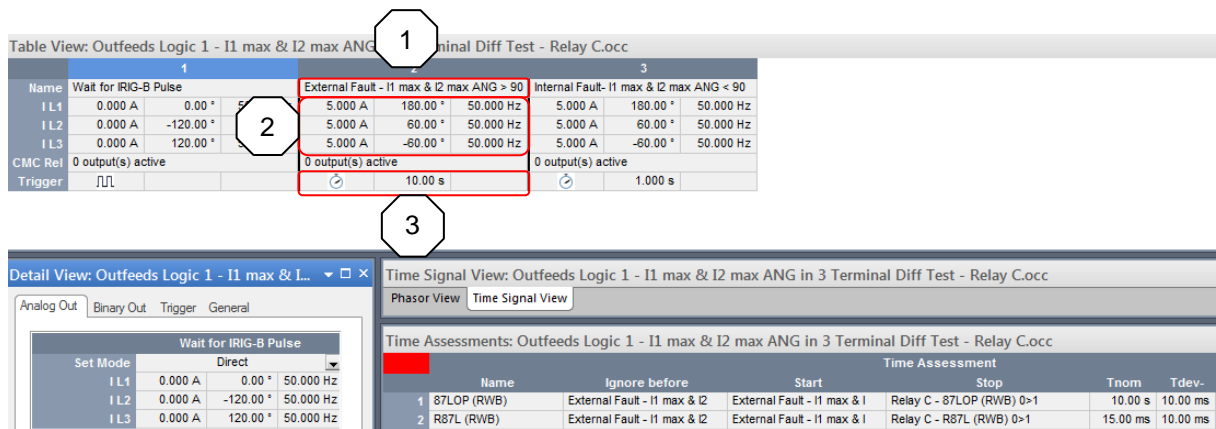 1
Table View: Outfeeds Logic 1 - I1 max & I2 max ANG inal Diff Test - Relay C.occ
1 2 3
Name Wait for IRIG-B Pulse External Fault - I1 max & I2 max ANG > 90 Internal Fault- I1 max & I2 max ANG < 90
I L1 0.000 A 0.00 ° 5.000 A 180.00 ° 50.000 Hz 5.000 A 180.00 ° 50.000 Hz
I L2 0.000 A -120.00 ° 5.000 A 60.00 ° 50.000 Hz 5.000 A 60.00 ° 50.000 Hz
2
I L3 0.000 A 120.00 ° 5.000 A -60.00 ° 50.000 Hz 5.000 A -60.00 ° 50.000 Hz
CMC Rel 0 output(s) active 0 output(s) active 0 output(s) active
Trigger 10.00 s 1.000 s
3
Detail View: Outfeeds Logic 1 - I1 max & I...
Analog Out Binary Out Trigger General
Wait for IRIG-B Pulse
Set Mode Direct
I L1 0.000 A 0.00 ° 50.000 Hz
I L2 0.000 A -120.00 ° 50.000 Hz
I L3 0.000 A 120.00 ° 50.000 Hz
Time Signal View: Outfeeds Logic 1 - I1 max & I2 max ANG in 3 Terminal Diff Test - Relay C.occ
Phasor View Time Signal View
Time Assessments: Outfeeds Logic 1 - I1 max & I2 max ANG in 3 Terminal Diff Test - Relay C.occ
Time Assessment
Name Ignore before Start Stop Tnom Tdev-
1 87LOP (RWB) External Fault - I1 max & I2 External Fault - I1 max & I Relay C - 87LOP (RWB) 0>1 10.00 s 10.00 ms
2 R87L (RWB) External Fault - I1 max & I2 External Fault - I1 max & I Relay C - R87L (RWB) 0>1 15.00 ms 10.00 ms